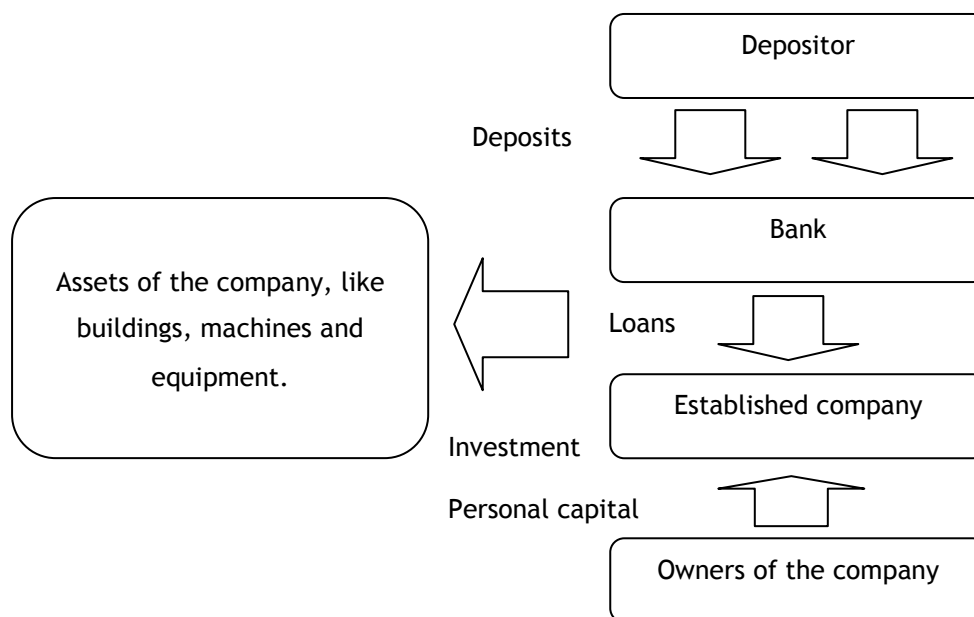 Depositor
Deposits
Bank
Assets of the company, like
buildings, machines and
equipment.
Loans
Established company
Investment
Personal capital
Owners of the company